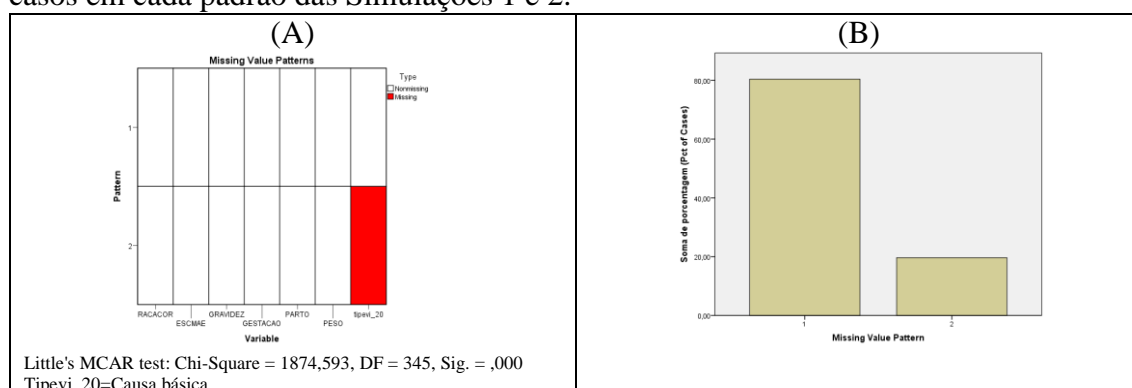 casos em cada padrão das Simulações 1 e 2.
(A)
Missing Value Patterns
Type
Nonmissing
Missing
Pattern
1
2
RACACOR
ESCMAE
GRAVIDEZ
GESTACAO
PARTO
PESO
tipevi_20
Variable
Little's MCAR test: Chi-Square = 1874,593, DF = 345, Sig. = ,000
Tipevi_20=Causa básica
(B)
Soma de porcentagem (Pct of Cases)
80,00
60,00
40,00
20,00
0,00
1
2
Missing Value Pattern